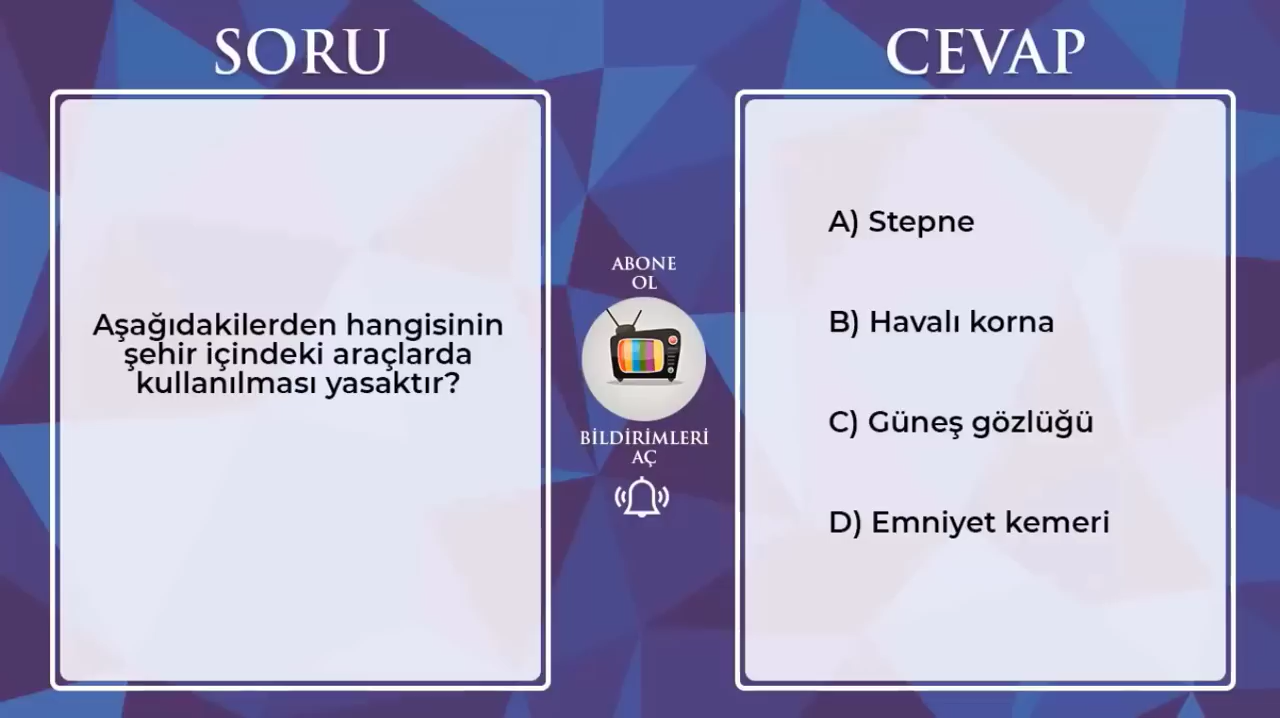 SORU
Aşağıdakilerden hangisinin
şehir içindeki araçlarda
kullanılması yasaktır?
ABONE
OL
BİLDİRİMLERİ
AÇ
CEVAP
A) Stepne
B) Havalı korna
C) Güneş gözlüğü
D) Emniyet kemeri